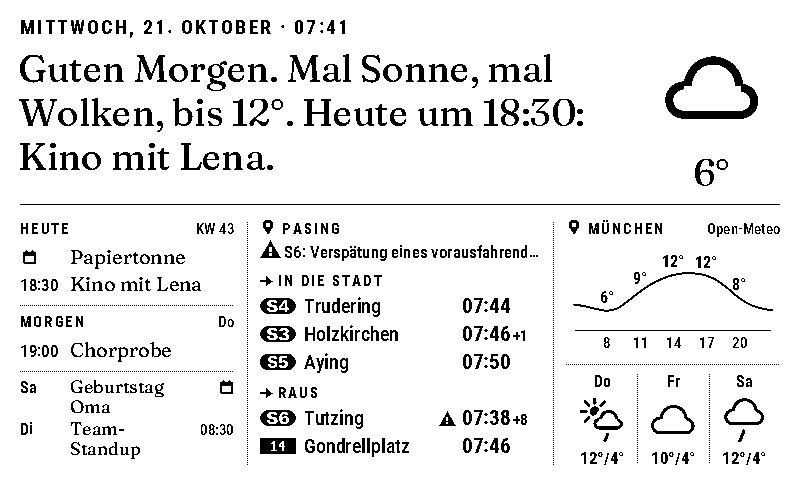 MITTWOCH, 21. OKTOBER · 07:41
Guten Morgen. Mal Sonne, mal
Wolken, bis 12°. Heute um 18:30:
Kino mit Lena.
6°
HEUTE KW 43
Papiertonne
18:30 Kino mit Lena
MORGEN Do
19:00 Chorprobe
Sa Geburtstag
Oma
Di Team- 08:30
Standup
PASING
S6: Verspätung eines vorausfahrend…
IN DIE STADT
S4 Trudering 07:44
S3 Holzkirchen 07:46 +1
S5 Aying 07:50
RAUS
S6 Tutzing 07:38 +8
14 Gondrellplatz 07:46
MÜNCHEN Open-Meteo
6° 9° 12° 12° 8°
8 11 14 17 20
Do Fr Sa
12°/4° 10°/4° 12°/4°